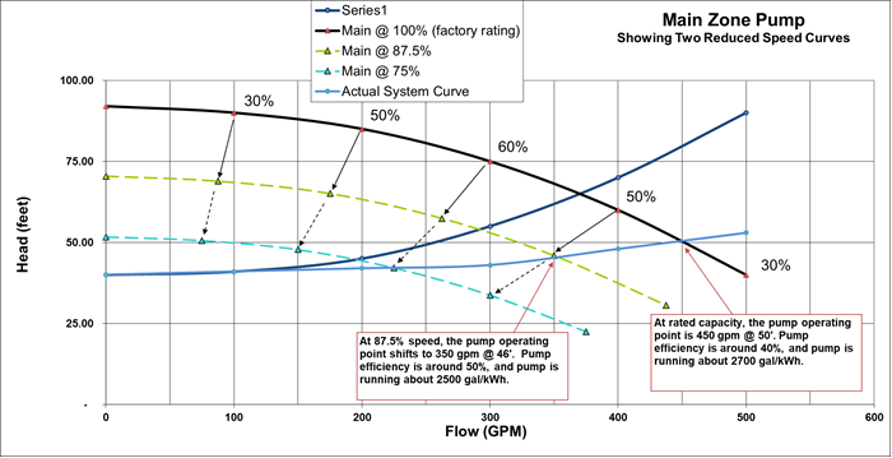 Series1
Main @ 100% (factory rating)
Main @ 87.5%
Main @ 75%
Actual System Curve
Main Zone Pump
Showing Two Reduced Speed Curves
100.00
75.00
50.00
25.00
-
Head (feet)
30%
50%
60%
50%
30%
At 87.5% speed, the pump operating
point shifts to 350 gpm @ 46'. Pump
efficiency is around 50%, and pump is
running about 2500 gal/kWh.
At rated capacity, the pump operating
point is 450 gpm @ 50'. Pump
efficiency is around 40%, and pump is
running about 2700 gal/kWh.
0
100
200
300
400
500
600
Flow (GPM)